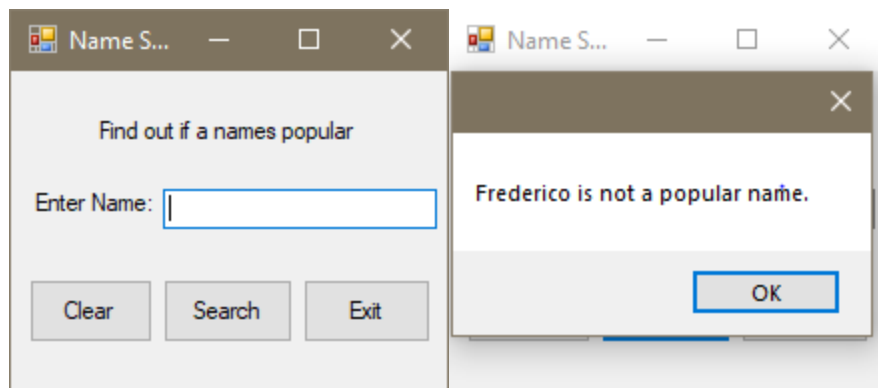 Name S...
Find out if a names popular
Enter Name:
Clear Search Exit
Name S...
Frederico is not a popular name.
OK